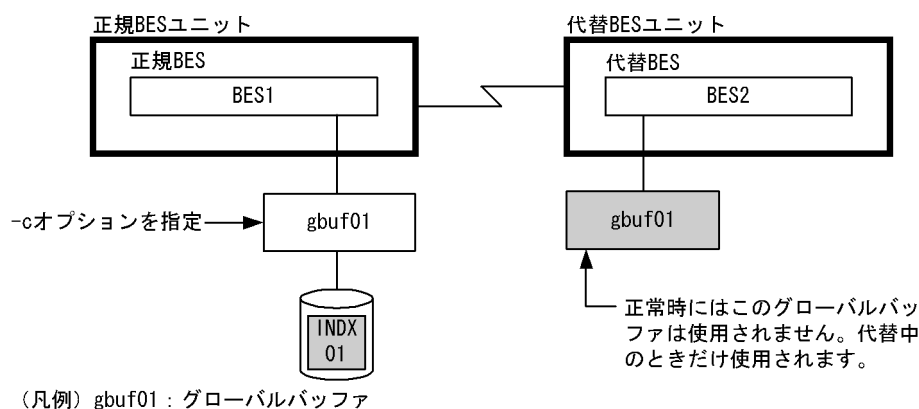 正規BESユニット
代替BESユニット
正規BES
代替BES
BES1
BES2
-cオプションを指定
gbuf01
gbuf01
INDX
01
正常時にはこのグローバルバッ
ファは使用されません。代替中
のときだけ使用されます。
(凡例) gbuf01：グローバルバッファ